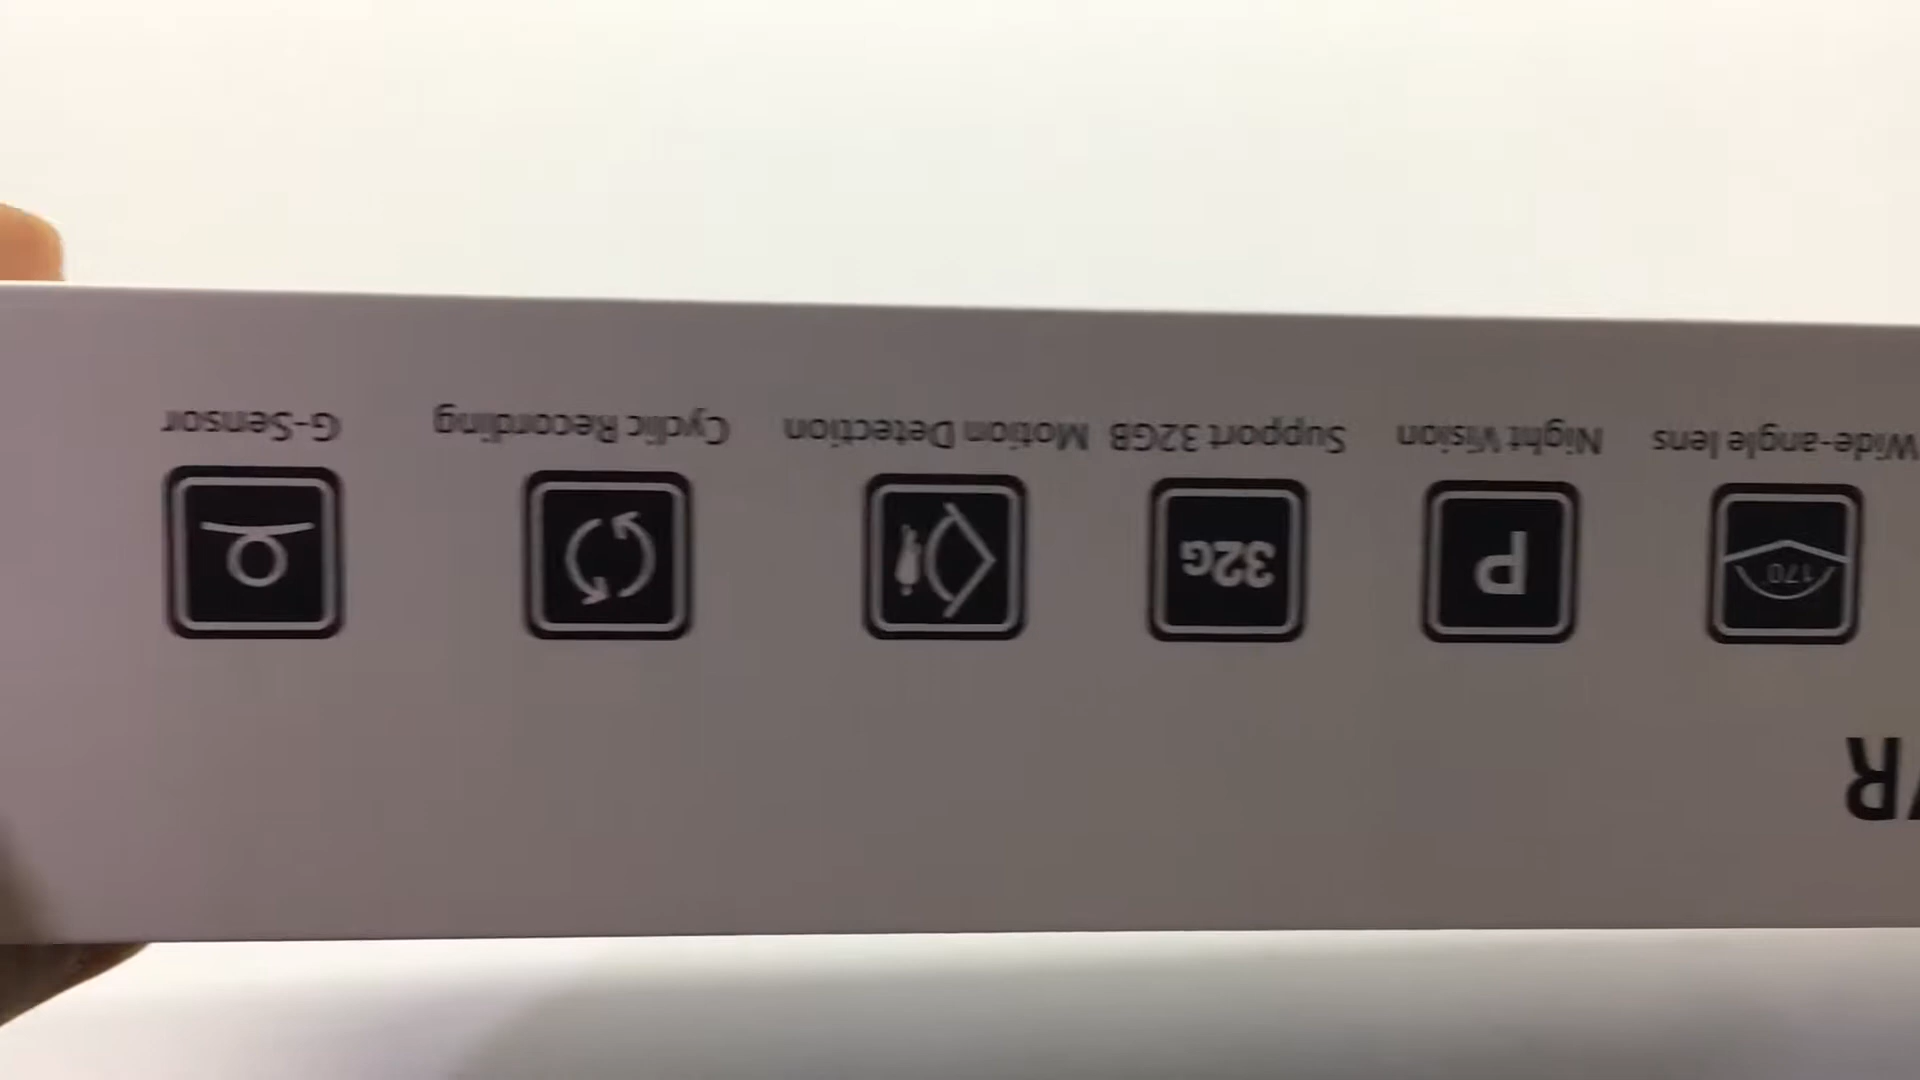 R
170°
P
32G
Wide-angle lens
Night Vision
Support 32GB
Motion Detection
Cyclic Recording
G-Sensor